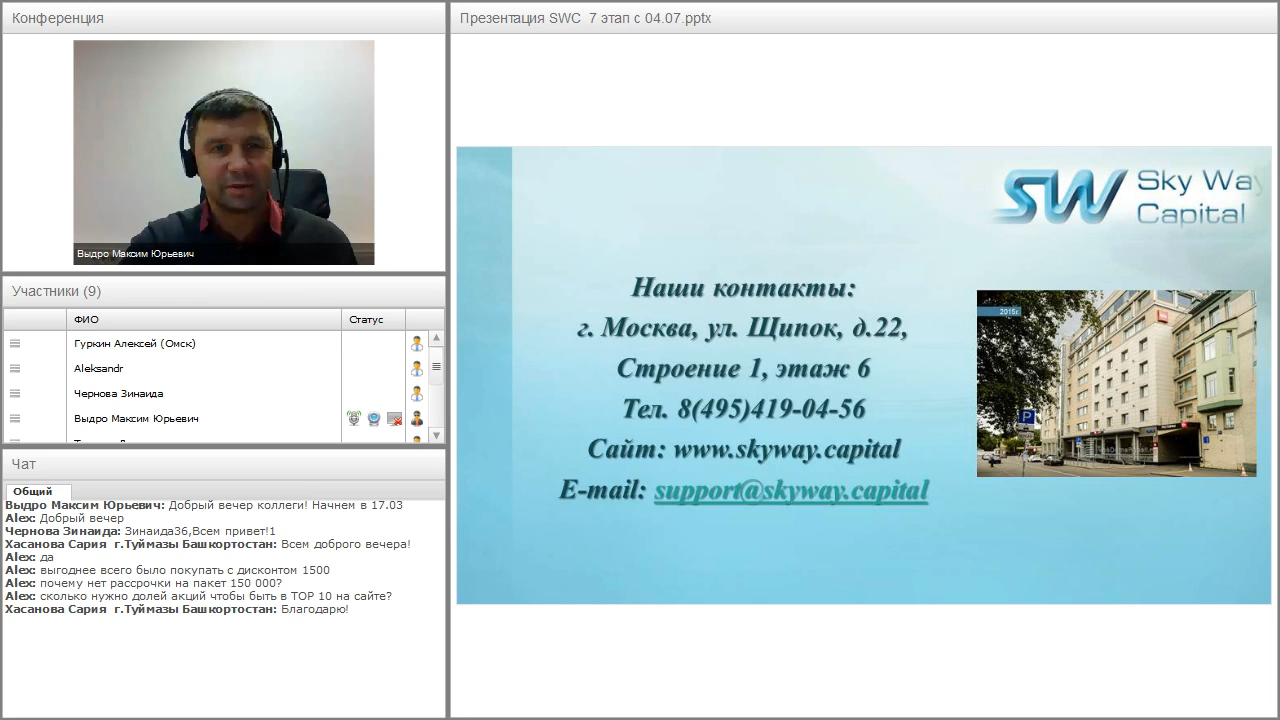 Конференция
Выдро Максим Юрьевич
Участники (9)
ФИО
Статус
Гуркин Алексей (Омск)
Aleksandr
Чернова Зинаида
Выдро Максим Юрьевич
Чат
Общий
Выдро Максим Юрьевич: Добрый вечер коллеги! Начнем в 17.03
Alex: Добрый вечер
Чернова Зинаида: Зинаида36,Всем привет!1
Хасанова Сария г.Туймазы Башкортостан: Всем доброго вечера!
Alex: да
Alex: выгоднее всего было покупать с дисконтом 1500
Alex: почему нет рассрочки на пакет 150 000?
Alex: сколько нужно долей акций чтобы быть в TOP 10 на сайте?
Хасанова Сария г.Туймазы Башкортостан: Благодарю!
Презентация SWC 7 этап с 04.07.pptx
SW Sky Way
Capital
Наши контакты:
г. Москва, ул. Щипок, д.22,
Строение 1, этаж 6
Тел. 8(495)419-04-56
Сайт: www.skyway.capital
E-mail: support@skyway.capital
2015г.
P